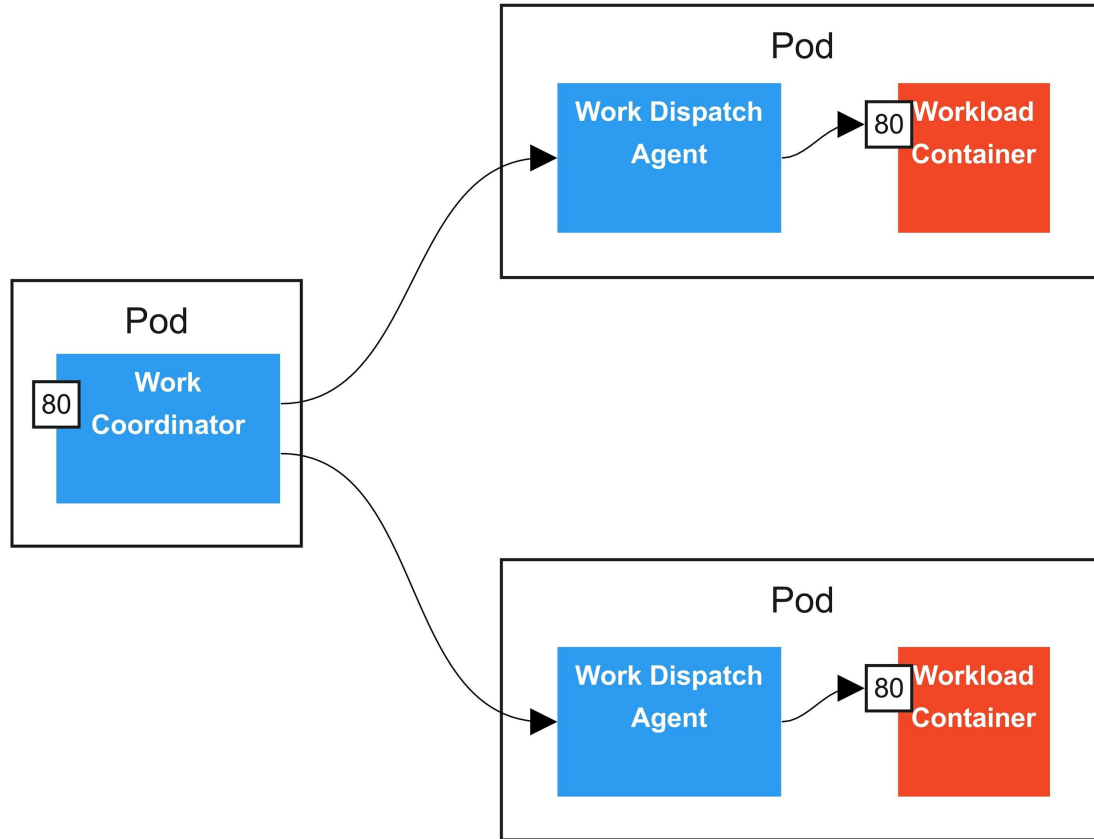 Pod
Work Dispatch
Agent
80
Workload
Container
Pod
80
Work
Coordinator
Pod
Work Dispatch
Agent
80
Workload
Container